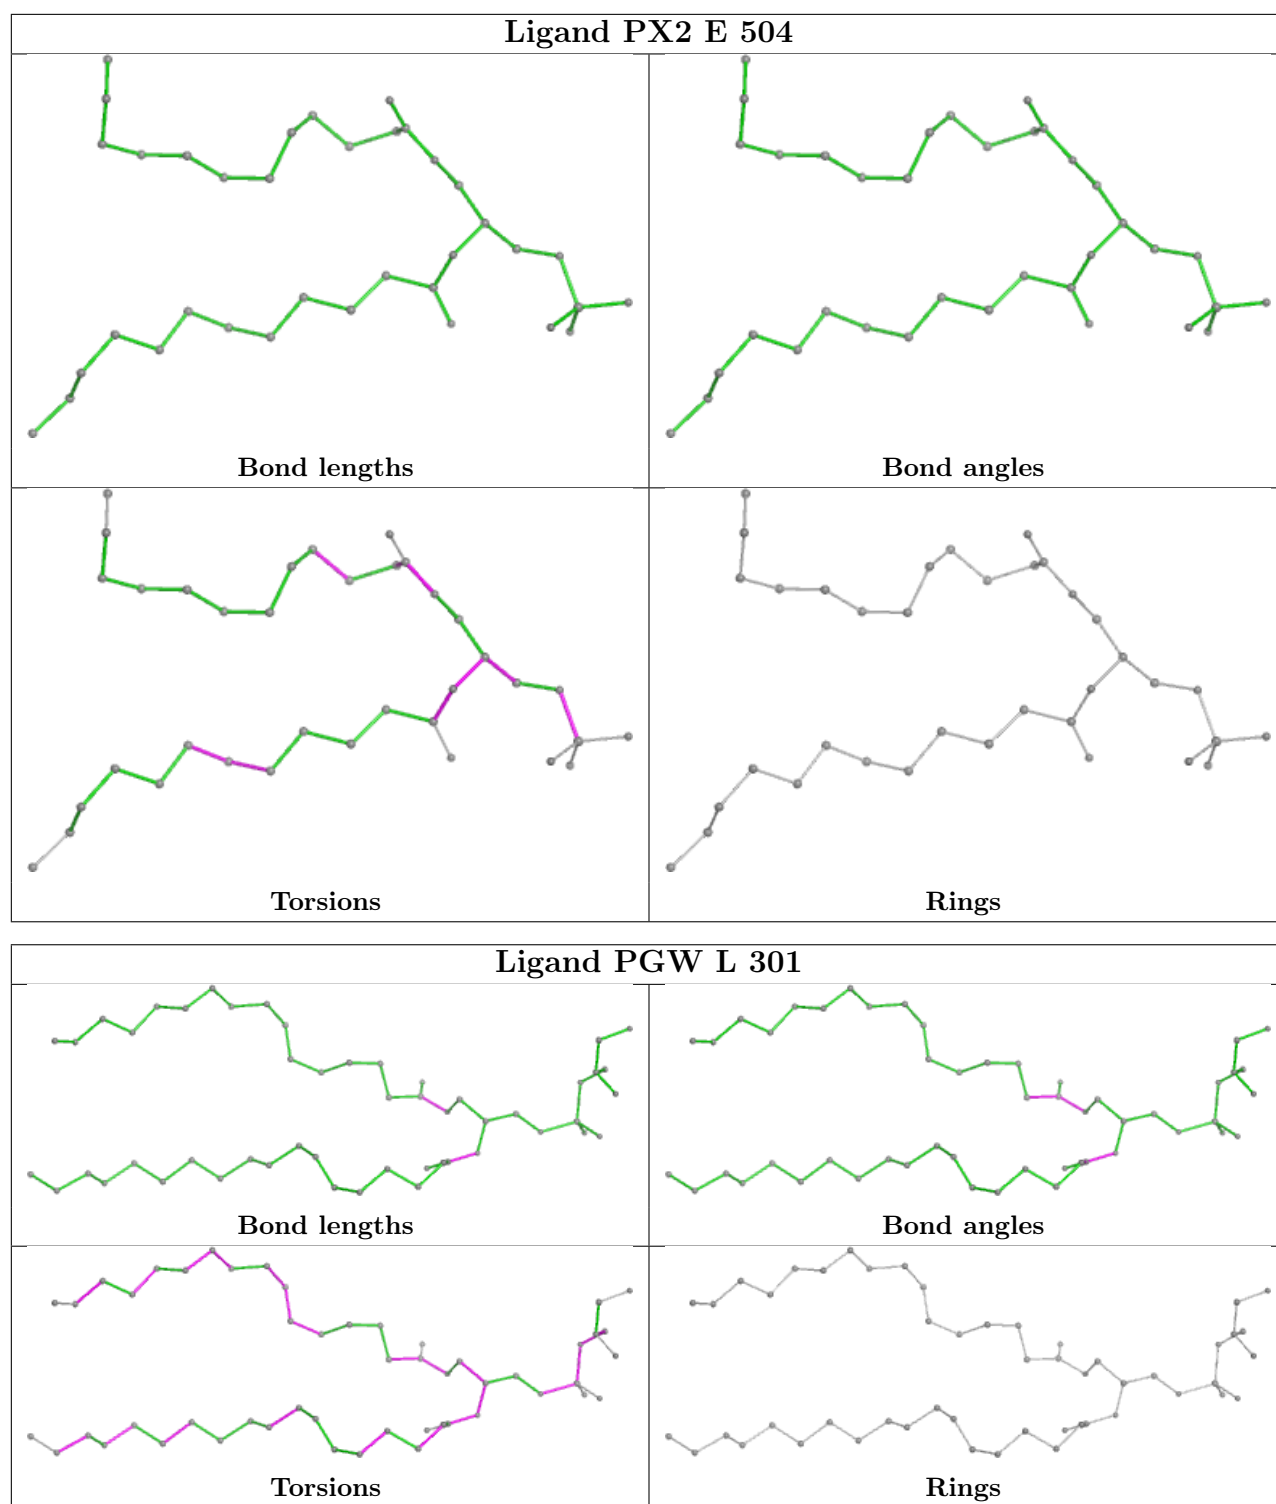 Ligand PX2 E 504
Bond lengths
Bond angles
Torsions
Rings
Ligand PGW L 301
Bond lengths
Bond angles
Torsions
Rings